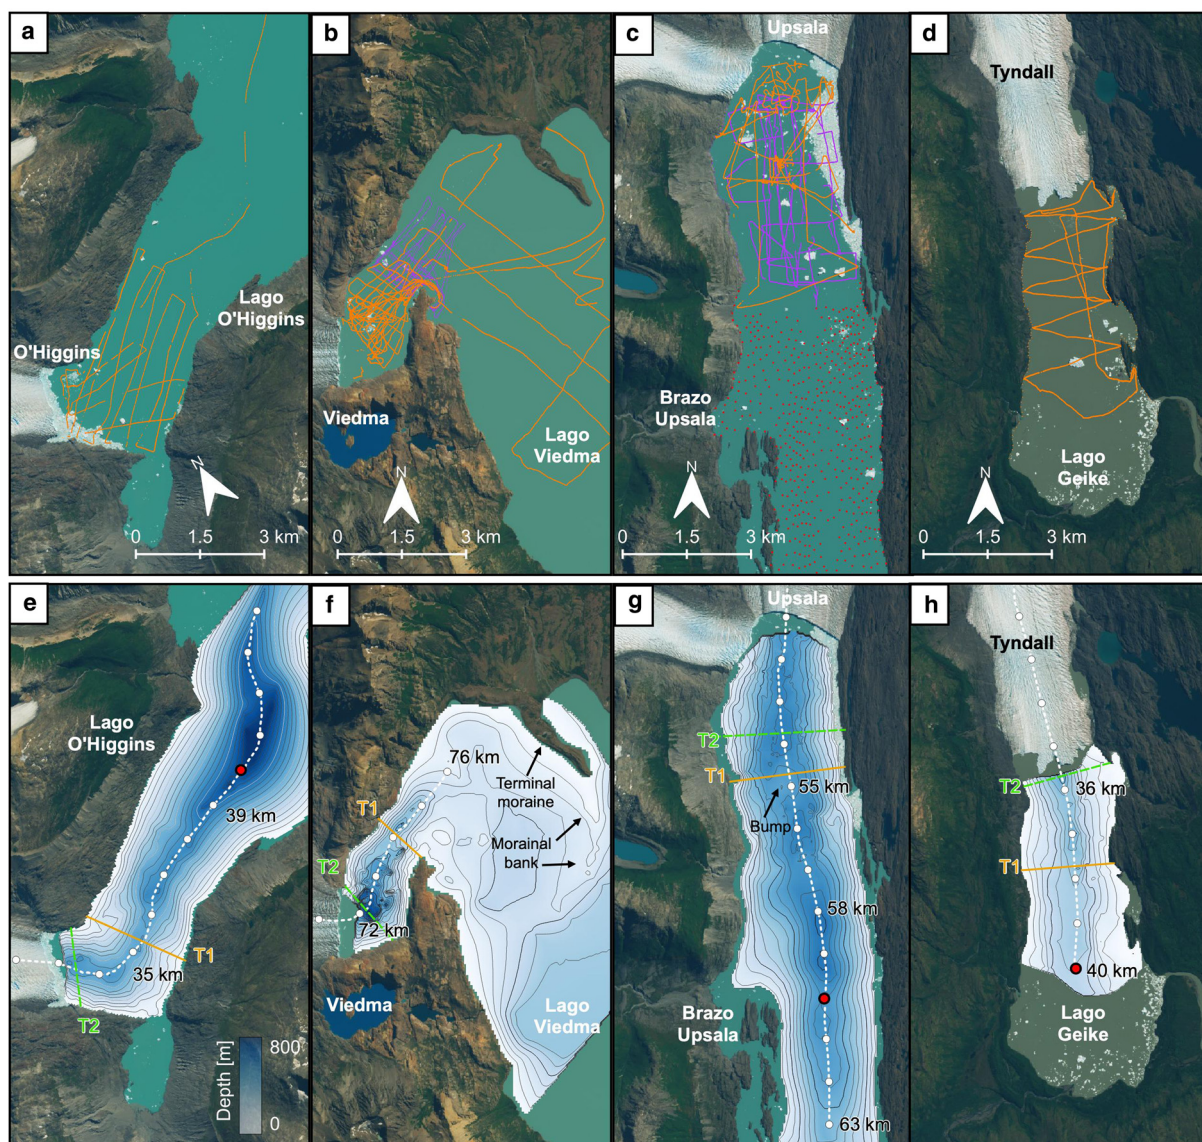 a
O'Higgins
Lago
O'Higgins
N
0 1.5 3 km
b
Viedma
Lago
Viedma
N
0 1.5 3 km
c
Upsala
Brazo
Upsala
N
0 1.5 3 km
d
Tyndall
Lago
Geike
N
0 1.5 3 km
e
Lago
O'Higgins
39 km
T1
35 km
T2
Depth [m]
800
0
f
76 km
Terminal
moraine
T1
Morainal
bank
T2
72 km
Viedma
Lago
Viedma
g
Upsala
T2
T1
55 km
Bump
58 km
Brazo
Upsala
63 km
h
Tyndall
36 km
T2
T1
40 km
Lago
Geike